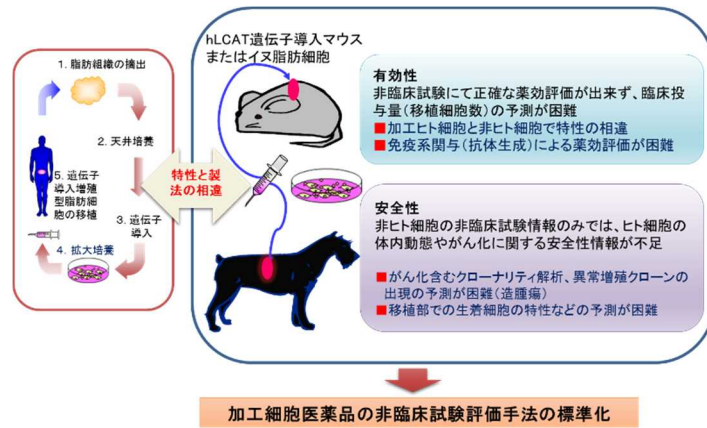 1. 脂肪組織の摘出
2. 天井培養
3. 遺伝子
導入
4. 拡大培養
5. 遺伝子
導入増殖
型脂肪細
胞の移植
特性と製
法の相違
hLCAT遺伝子導入マウス
またはイヌ脂肪細胞
有効性
非臨床試験にて正確な薬効評価が出来ず、臨床投
与量(移植細胞数)の予測が困難
■加工ヒト細胞と非ヒト細胞で特性の相違
■免疫系関与(抗体生成)による薬効評価が困難
安全性
非ヒト細胞の非臨床試験情報のみでは、ヒト細胞の
体内動態やがん化に関する安全性情報が不足
■がん化含むクローナリティ解析、異常増殖クローンの
出現の予測が困難(造腫瘍)
■移植部での生着細胞の特性などの予測が困難
加工細胞医薬品の非臨床試験評価手法の標準化